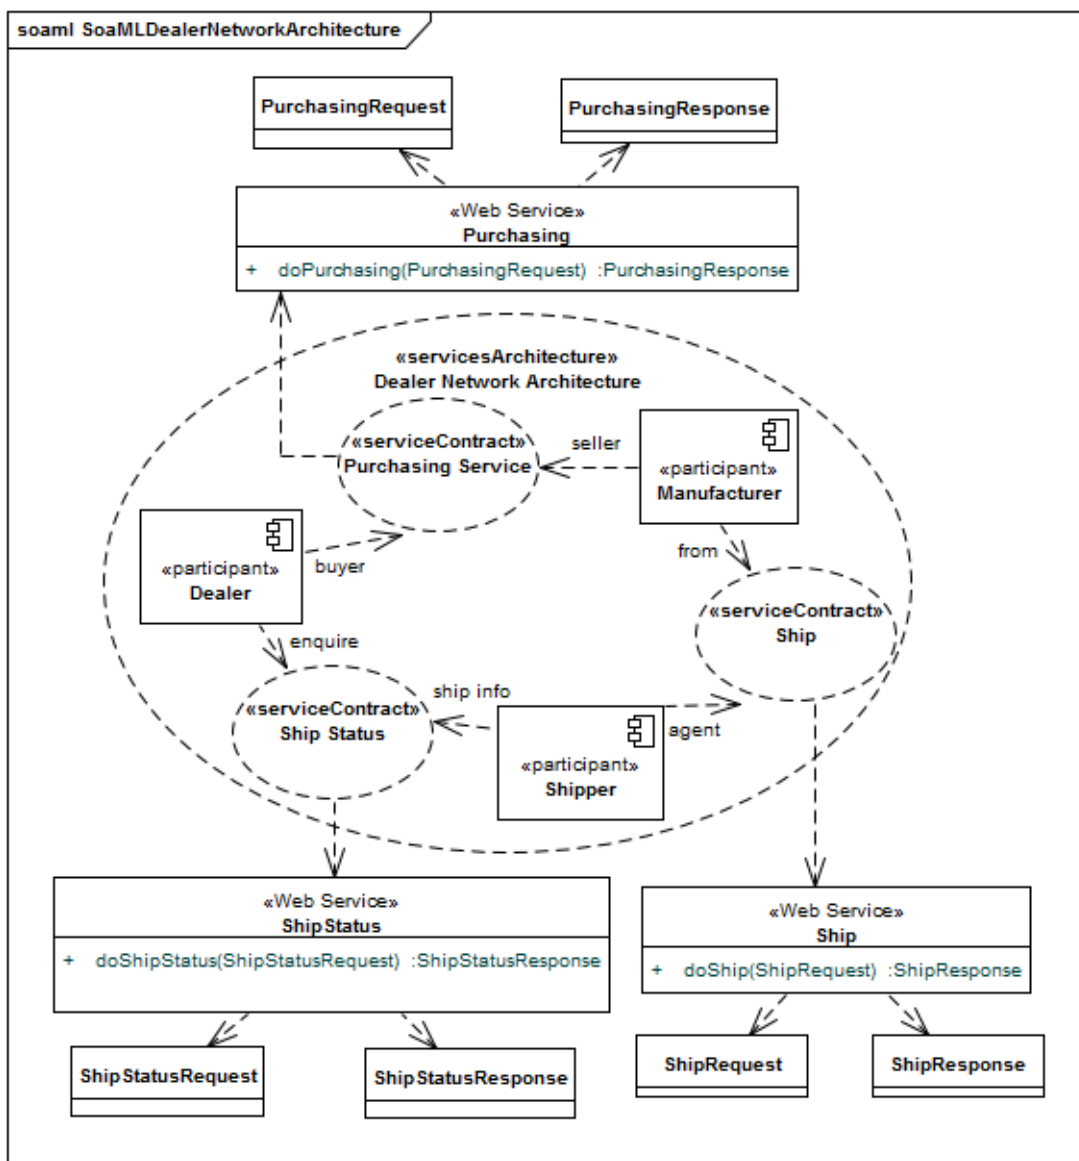 soaml SoaMLDealerNetworkArchitecture
PurchasingRequest
PurchasingResponse
«Web Service»
Purchasing
+ doPurchasing(PurchasingRequest) :PurchasingResponse
«servicesArchitecture»
Dealer Network Architecture
«serviceContract»
Purchasing Service
seller
«participant»
Manufacturer
«participant»
Dealer
buyer
from
«serviceContract»
Ship
enquire
«serviceContract»
Ship Status
ship info
«participant»
Shipper
agent
«Web Service»
ShipStatus
+ doShipStatus(ShipStatusRequest) :ShipStatusResponse
«Web Service»
Ship
+ doShip(ShipRequest) :ShipResponse
ShipStatusRequest
ShipStatusResponse
ShipRequest
ShipResponse